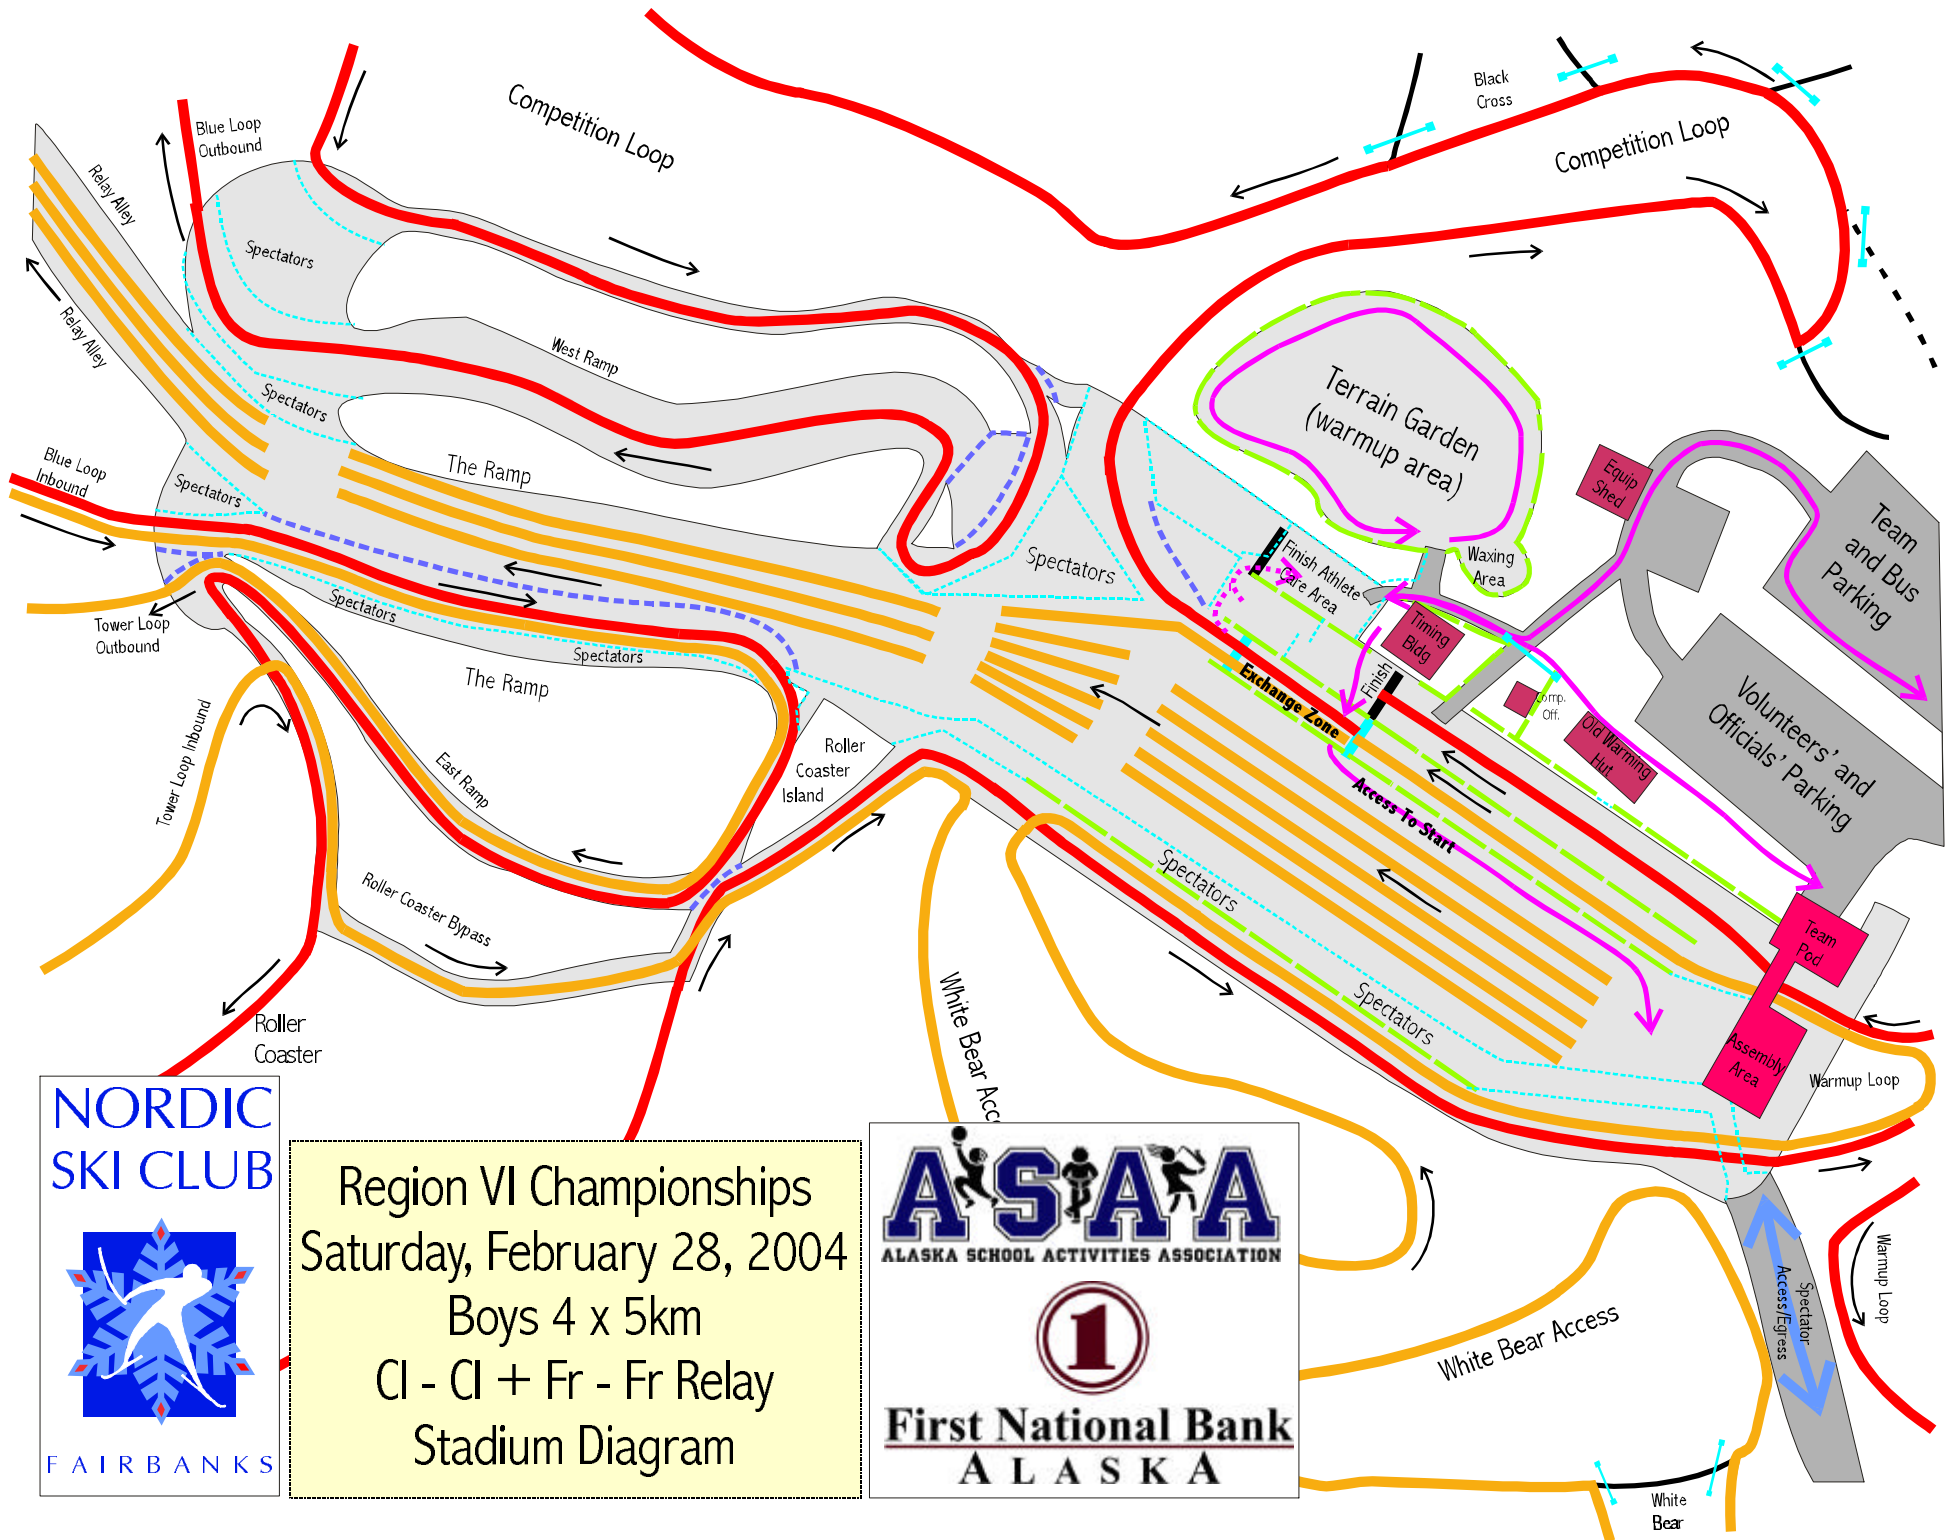 Competition Loop
Black
Cross
Competition Loop
Blue Loop
Outbound
Relay Alley
Spectators
Relay Alley
West Ramp
Spectators
Terrain Garden
(warmup area)
Equip
Shed
Team
and Bus
Parking
Blue Loop
Inbound
Spectators
The Ramp
Waxing
Area
Finish Athlete
Care Area
Spectators
Timing
Bldg
Tower Loop
Outbound
Spectators
Spectators
The Ramp
Exchange Zone
Finish
Comp.
Off.
Old Warming
Hut
Volunteers' and
Officials' Parking
Tower Loop Inbound
East Ramp
Roller
Coaster
Island
Access To Start
Spectators
Roller Coaster Bypass
Team
Pod
White Bear Acc
Spectators
Roller
Coaster
Assembly
Area
Warmup Loop
Warmup Loop
Spectator
Access/Egress
White Bear Access
White
Bear
NORDIC
SKI CLUB
FAIRBANKS
Region VI Championships
Saturday, February 28, 2004
Boys 4 x 5km
Cl - Cl + Fr - Fr Relay
Stadium Diagram
ASAA
ALASKA SCHOOL ACTIVITIES ASSOCIATION
1
First National Bank
ALASKA